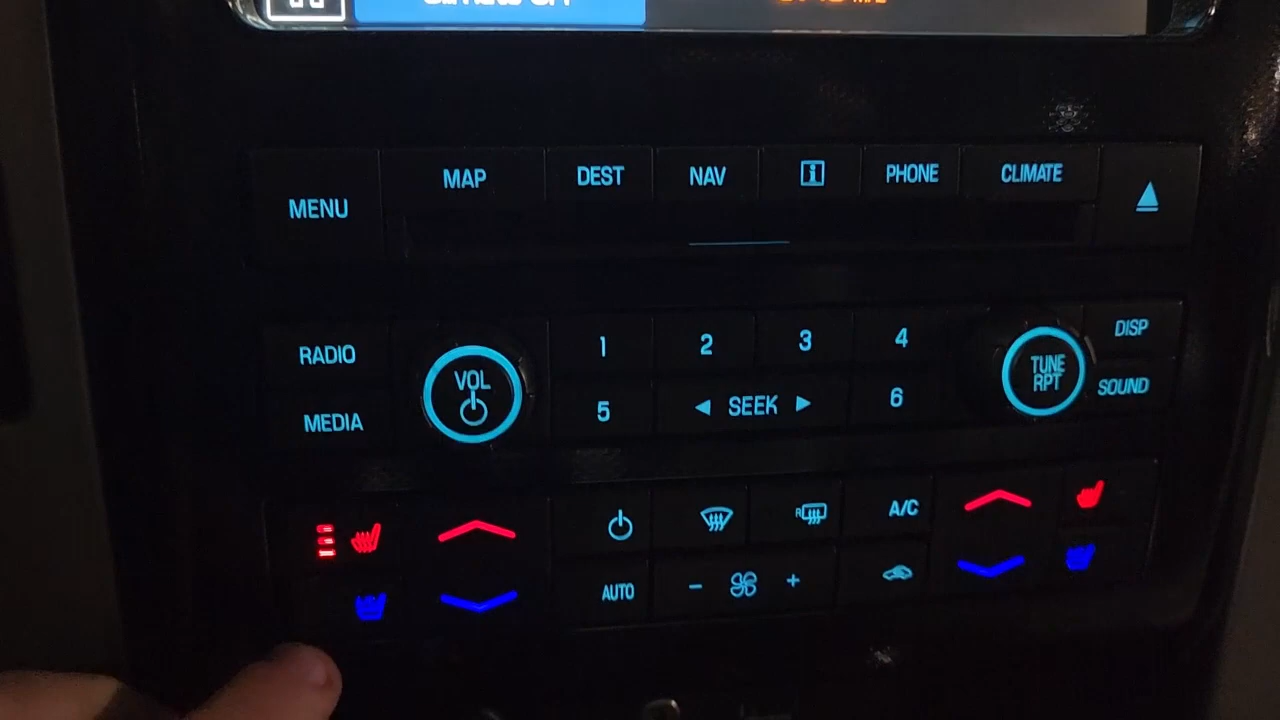 MENU
MAP
DEST
NAV
i
PHONE
CLIMATE
RADIO
VOL
1
2
3
4
TUNE
RPT
DISP
MEDIA
5
SEEK
6
SOUND
A/C
R
AUTO
- +